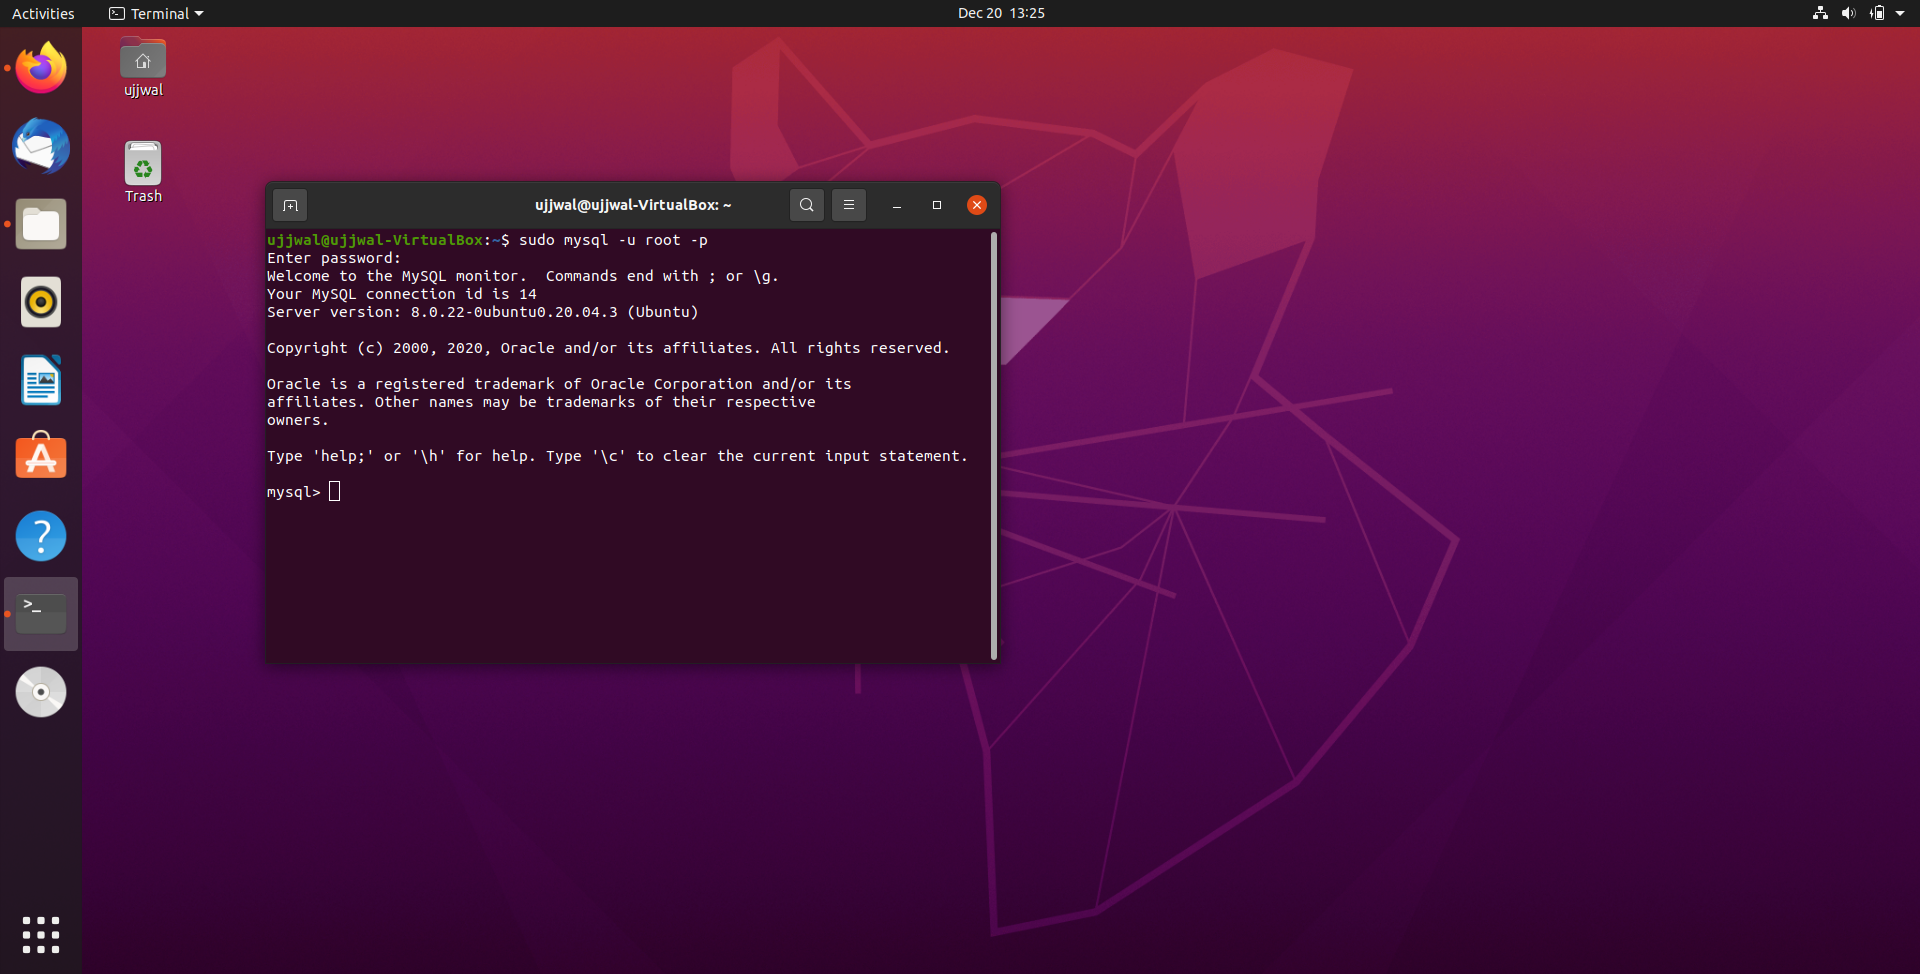 Activities
Terminal
Dec 20 13:25
ujjwal
Trash
ujjwal@ujjwal-VirtualBox: ~
ujjwal@ujjwal-VirtualBox:~$ sudo mysql -u root -p
Enter password:
Welcome to the MySQL monitor.  Commands end with ; or \g.
Your MySQL connection id is 14
Server version: 8.0.22-0ubuntu0.20.04.3 (Ubuntu)
Copyright (c) 2000, 2020, Oracle and/or its affiliates. All rights reserved.
Oracle is a registered trademark of Oracle Corporation and/or its
affiliates. Other names may be trademarks of their respective
owners.
Type 'help;' or '\h' for help. Type '\c' to clear the current input statement.
mysql>